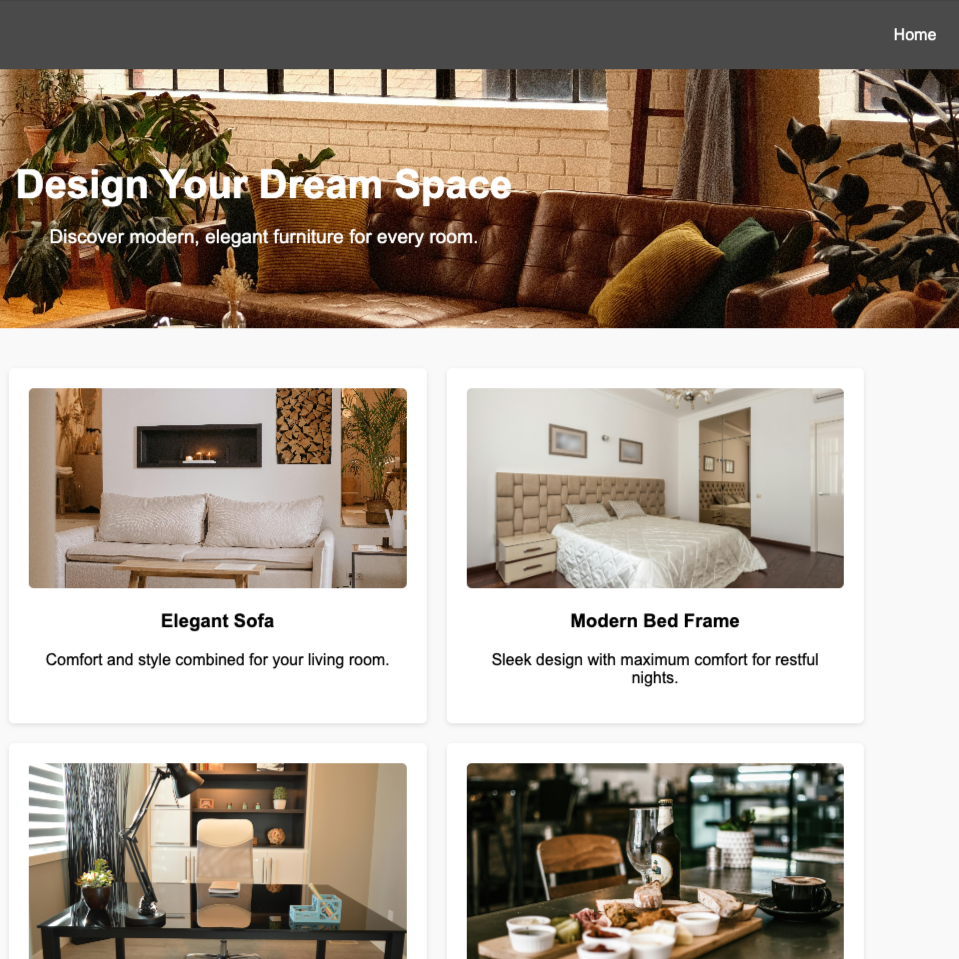 Home
Design Your Dream Space
Discover modern, elegant furniture for every room.
Elegant Sofa
Modern Bed Frame
Comfort and style combined for your living room.
Sleek design with maximum comfort for restful
nights.